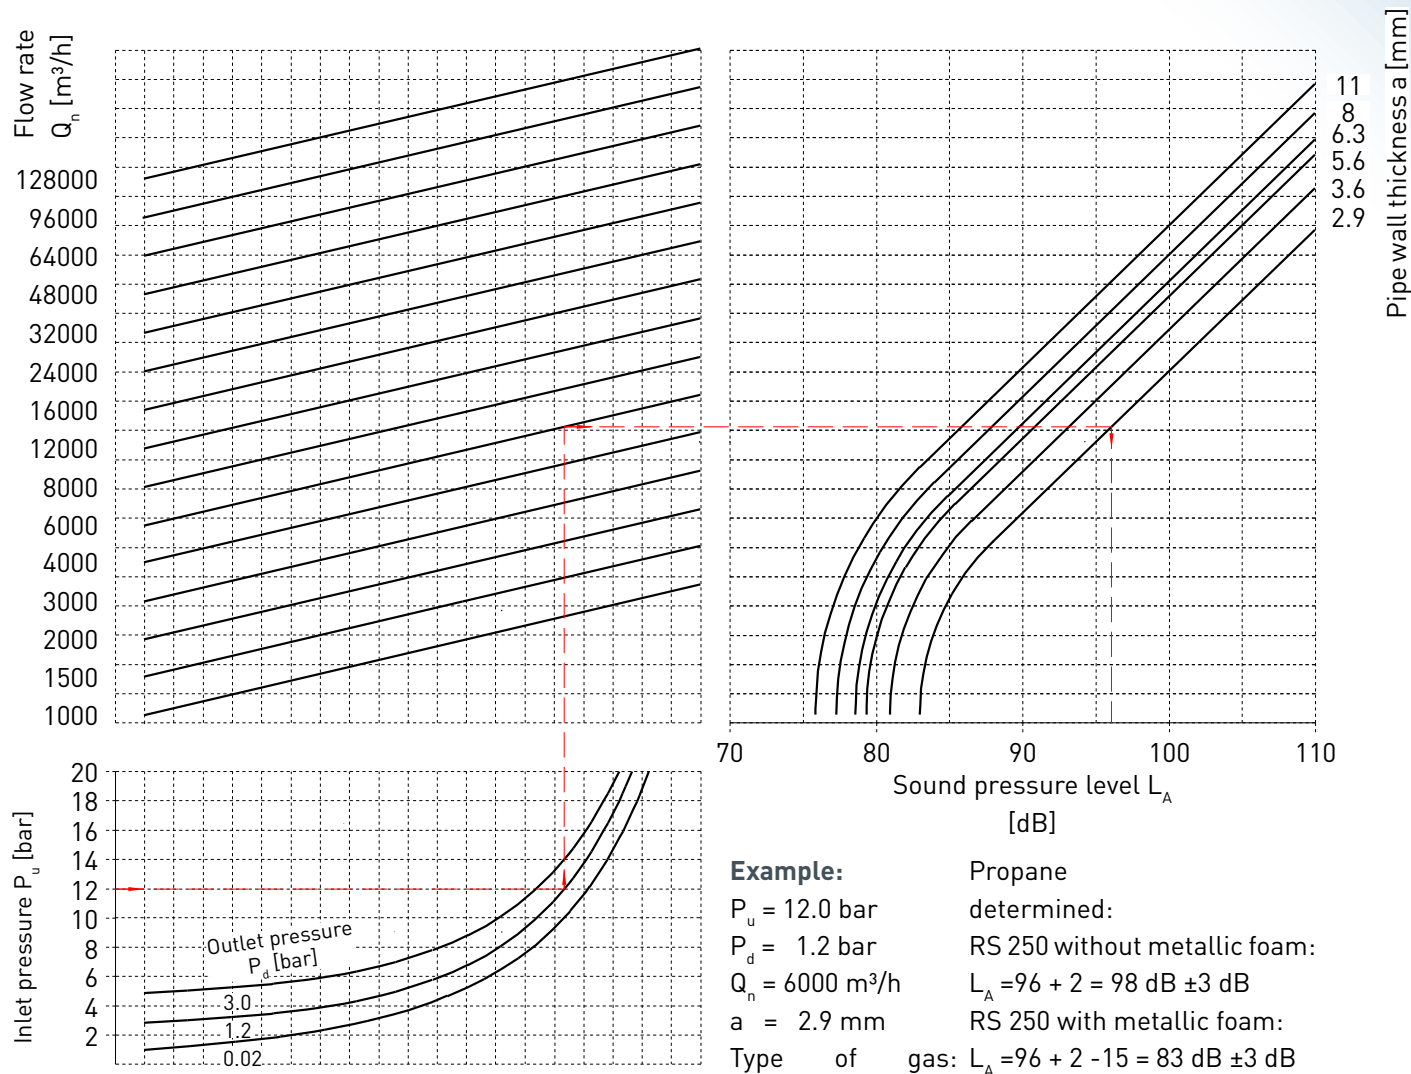 Flow rate
Qn [m³/h]
128000
96000
64000
48000
32000
24000
16000
12000
8000
6000
4000
3000
2000
1500
1000
11
8
6.3
5.6
3.6
2.9
Pipe wall thickness a [mm]
70 80 90 100 110
Sound pressure level LA
[dB]
Inlet pressure Pu [bar]
20
18
16
14
12
10
8
6
4
2
Outlet pressure
Pd [bar]
3.0
1.2
0.02
Example:
Pu = 12.0 bar
Pd = 1.2 bar
Qn = 6000 m³/h
a = 2.9 mm
Type of gas:
Propane
determined:
RS 250 without metallic foam:
LA =96 + 2 = 98 dB ±3 dB
RS 250 with metallic foam:
LA =96 + 2 -15 = 83 dB ±3 dB